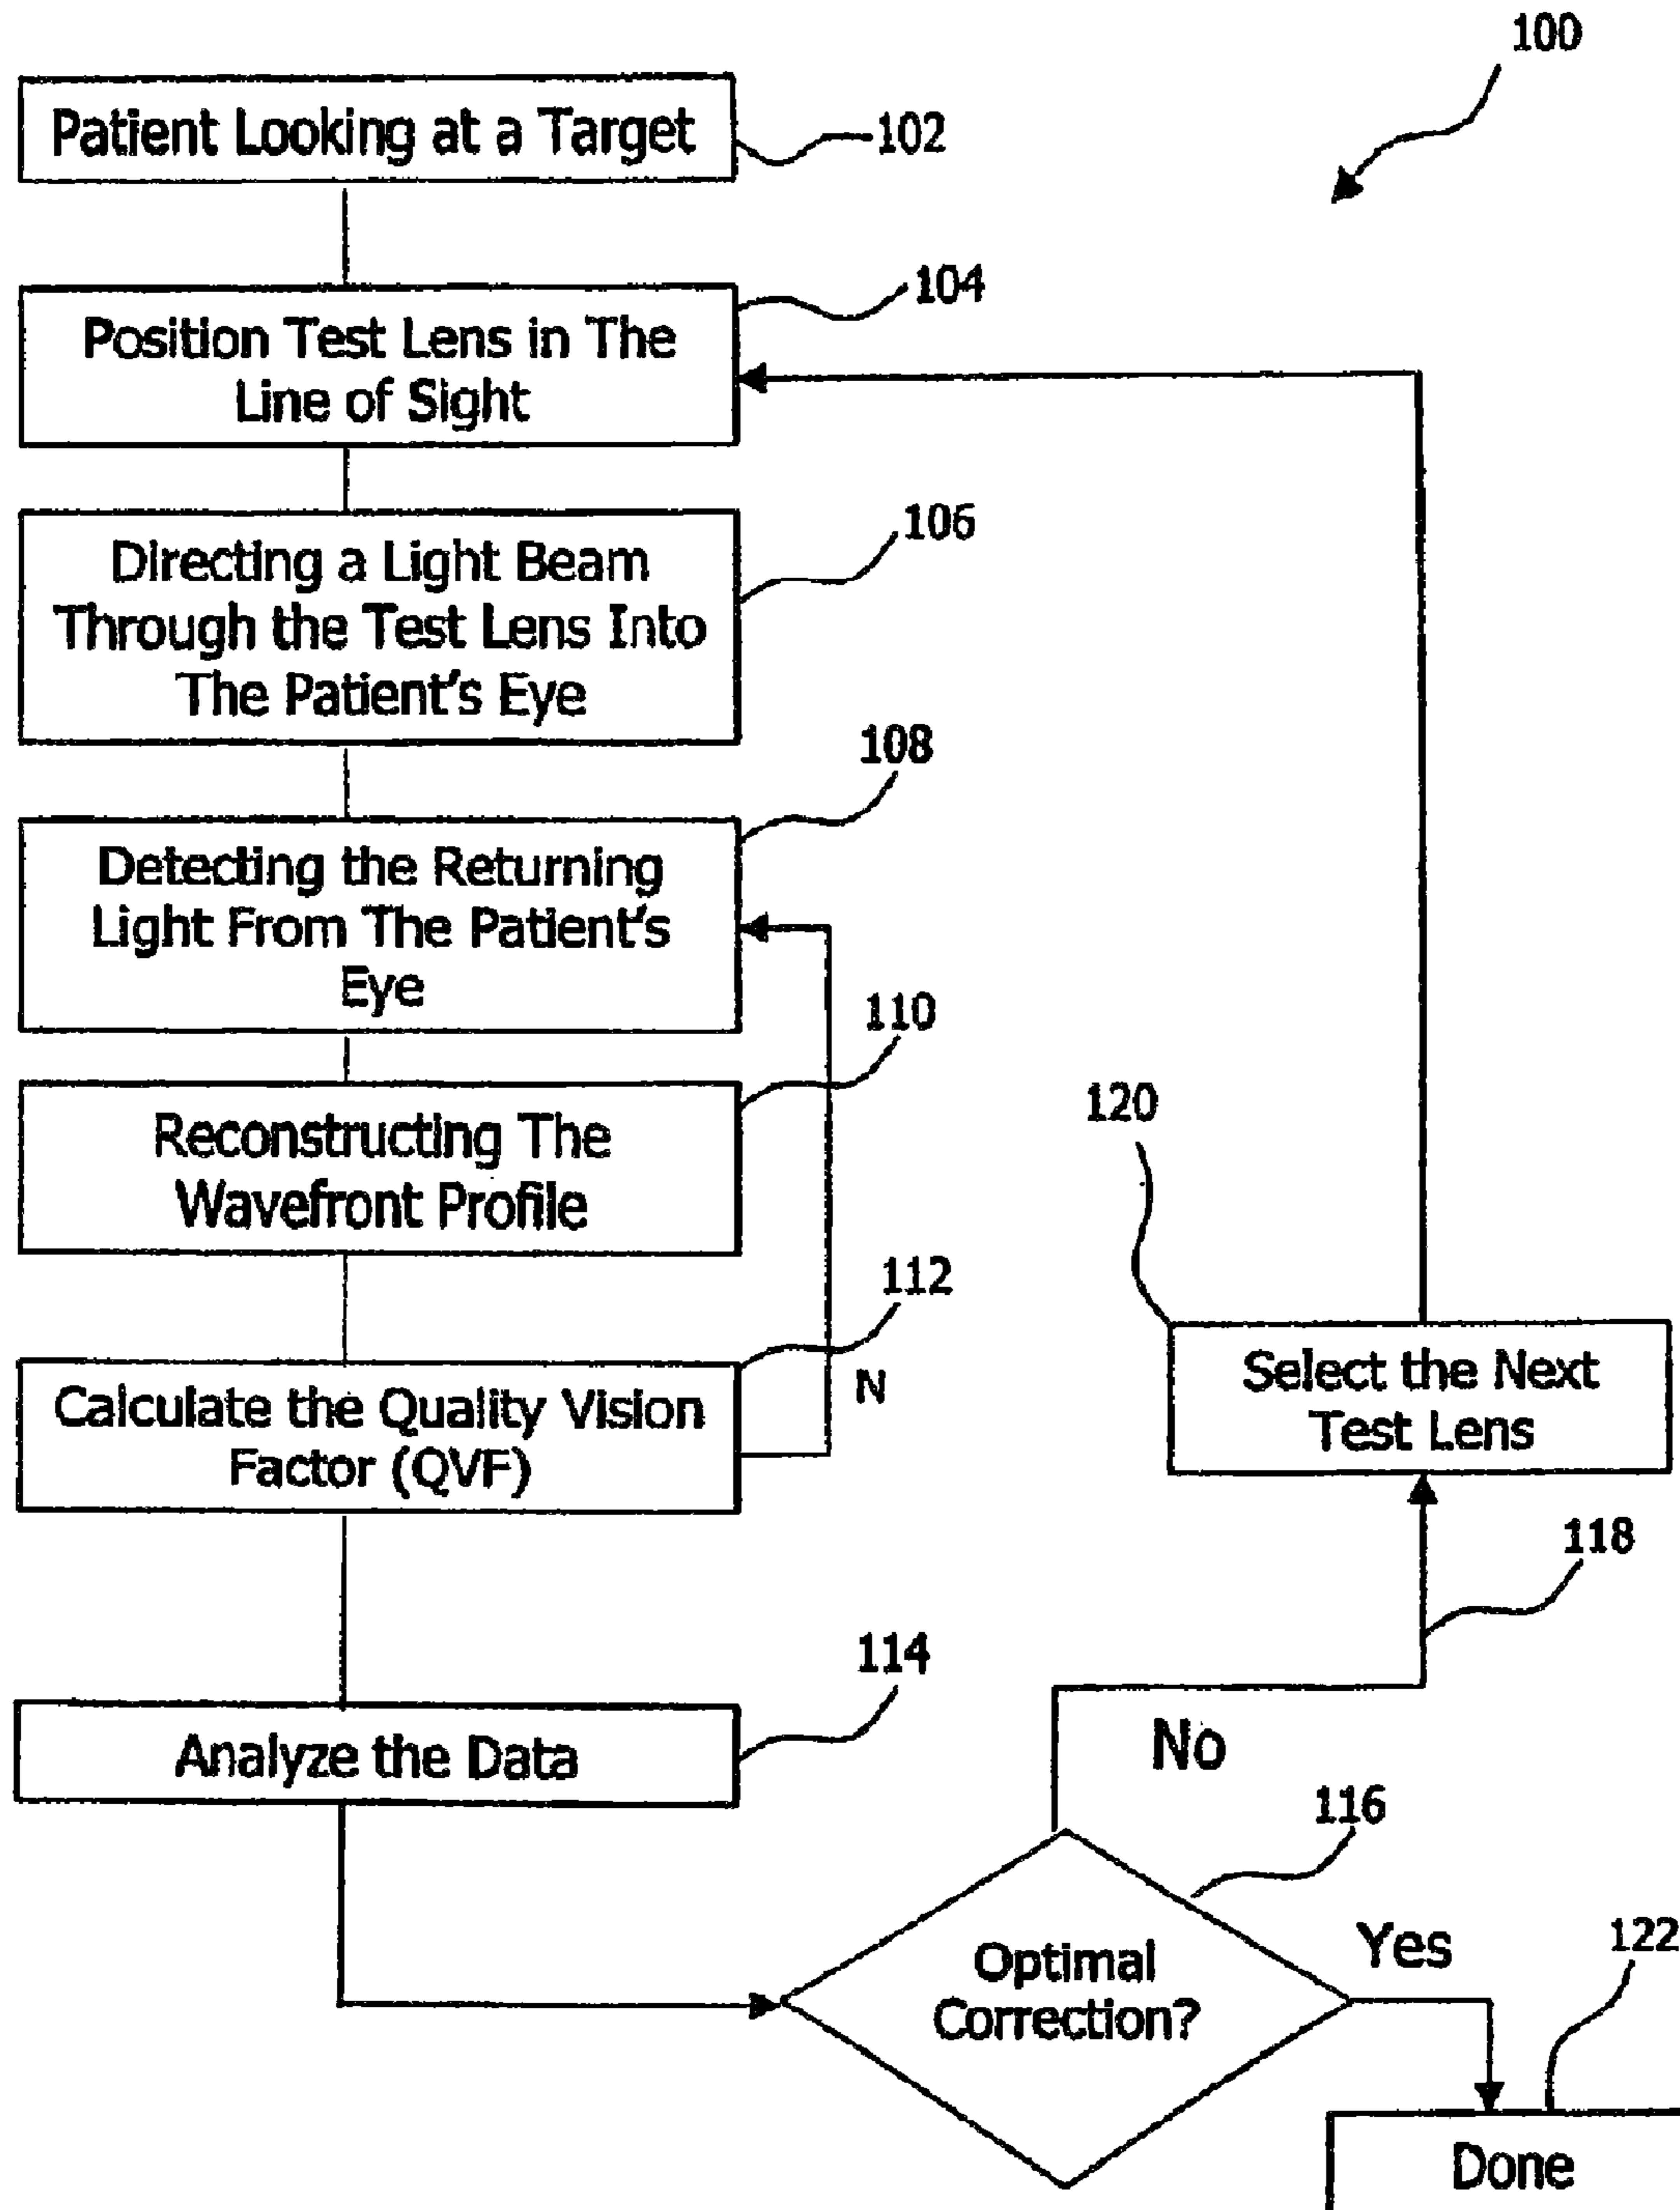 100
Patient Looking at a Target
102
104
Position Test Lens in The
Line of Sight
106
Directing a Light Beam
Through the Test Lens Into
The Patient's Eye
108
Detecting the Returning
Light From The Patient's
Eye
110
Reconstructing The
Wavefront Profile
120
112
Calculate the Quality Vision
Factor (QVF)
N
Select the Next
Test Lens
118
114
Analyze the Data
No
116
Optimal
Correction?
Yes
122
Done